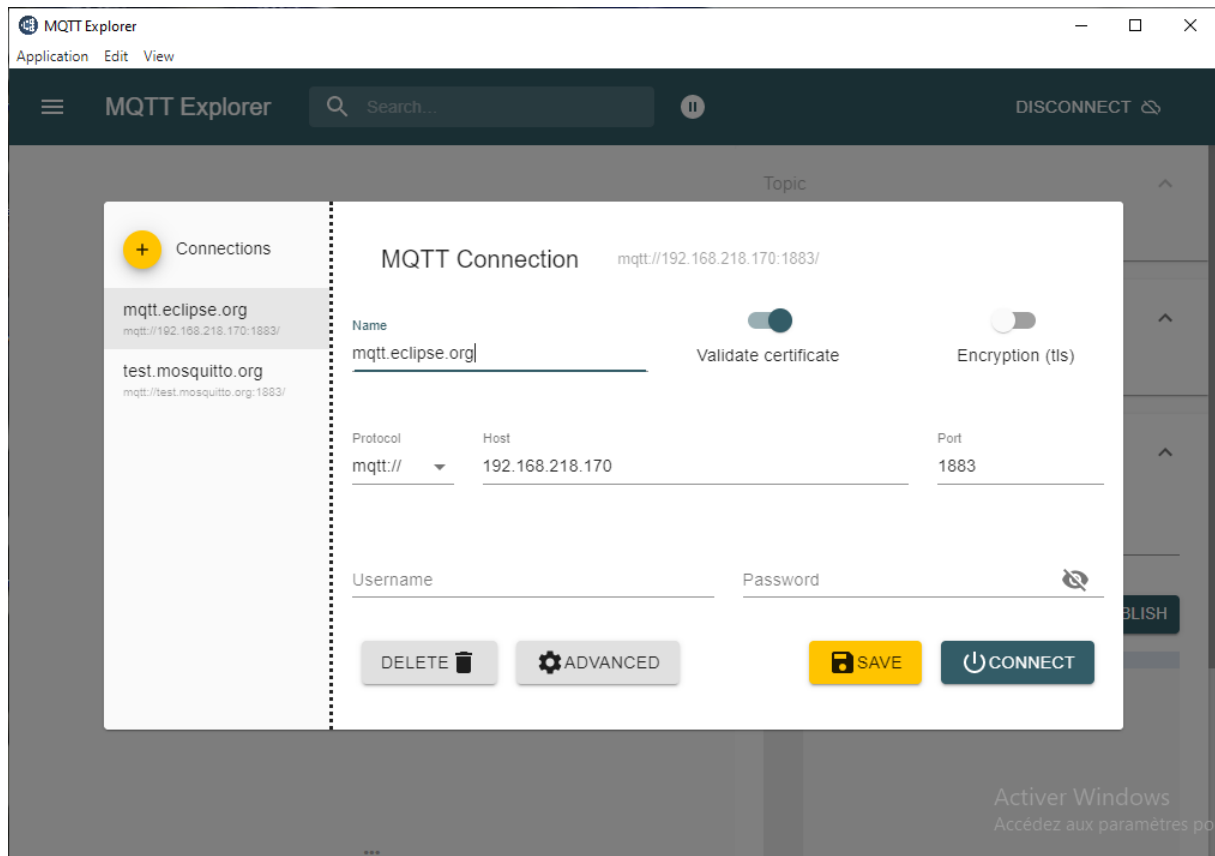 MQTT Explorer
Application Edit View
MQTT Explorer Search... DISCONNECT
Topic
+ Connections
mqtt.eclipse.org
mqtt://192.168.218.170:1883/
test.mosquitto.org
mqtt://test.mosquitto.org:1883/
MQTT Connection mqtt://192.168.218.170:1883/
Name
mqtt.eclipse.org
Validate certificate
Encryption (tls)
Protocol Host Port
mqtt:// 192.168.218.170 1883
Username Password
BLISH
DELETE ADVANCED SAVE CONNECT
Activer Windows
Accédez aux paramètres po